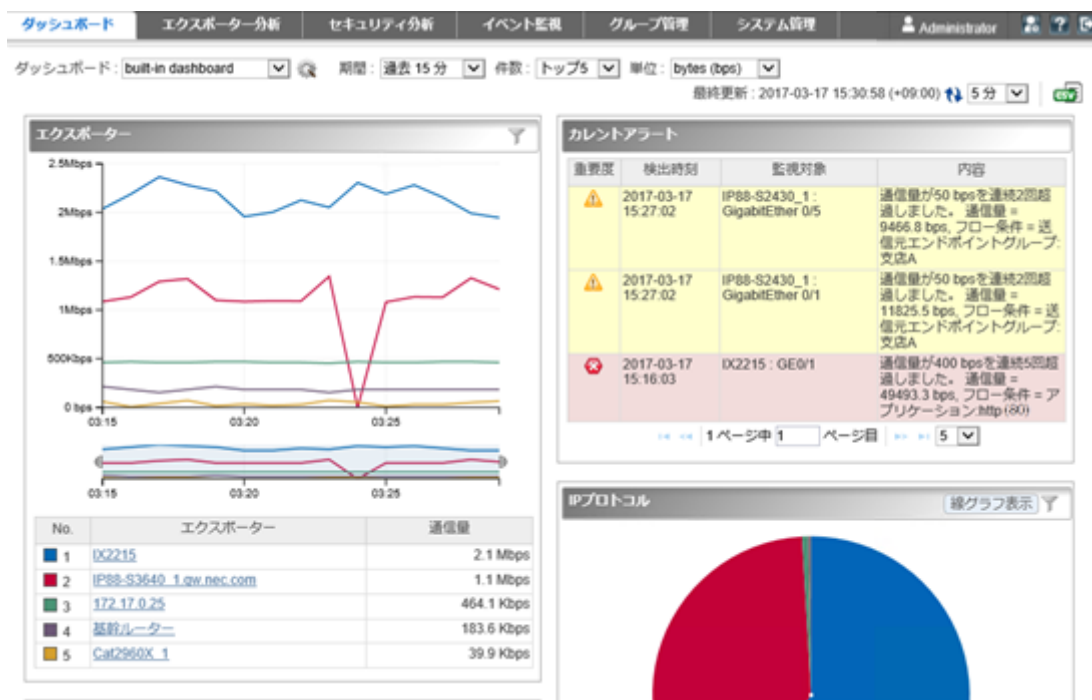 ダッシュボード エクスポーター分析 セキュリティ分析 イベント監視 グループ管理 システム管理 Administrator
ダッシュボード: built-in dashboard 期間: 過去 15 分 件数: トップ5 単位: bytes (bps)
最終更新 : 2017-03-17 15:30:58 (+09:00) 5 分 csv
エクスポーター
2.5Mbps
2Mbps
1.5Mbps
1Mbps
500Kbps
0 bps
03:15 03:20 03:25
03:15 03:20 03:25
No. エクスポーター 通信量
1 IX2215 2.1 Mbps
2 IP88-S3640_1.gw.nec.com 1.1 Mbps
3 172.17.0.25 464.1 Kbps
4 基幹ルーター 183.6 Kbps
5 Cat2960X_1 39.9 Kbps
カレントアラート
重要度 検出時刻 監視対象 内容
2017-03-17
15:27:02
IP88-S2430_1 :
GigabitEther 0/5
通信量が50 bpsを連続2回超
過しました。 通信量 =
9466.8 bps, フロー条件 = 送
信元エンドポイントグループ:
支店A
2017-03-17
15:27:02
IP88-S2430_1 :
GigabitEther 0/1
通信量が50 bpsを連続2回超
過しました。 通信量 =
11825.5 bps, フロー条件 = 送
信元エンドポイントグループ:
支店A
2017-03-17
15:16:03
IX2215 : GE0/1
通信量が400 bpsを連続5回超
過しました。 通信量 =
49493.3 bps, フロー条件 = ア
プリケーション:http (80)
1 ページ中 1 ページ目 5
IPプロトコル 線グラフ表示